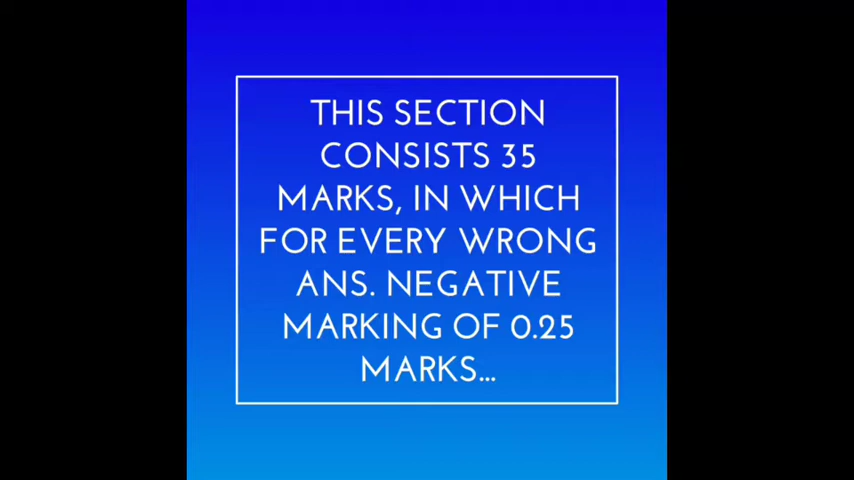 THIS SECTION
CONSISTS 35
MARKS, IN WHICH
FOR EVERY WRONG
ANS. NEGATIVE
MARKING OF 0.25
MARKS...